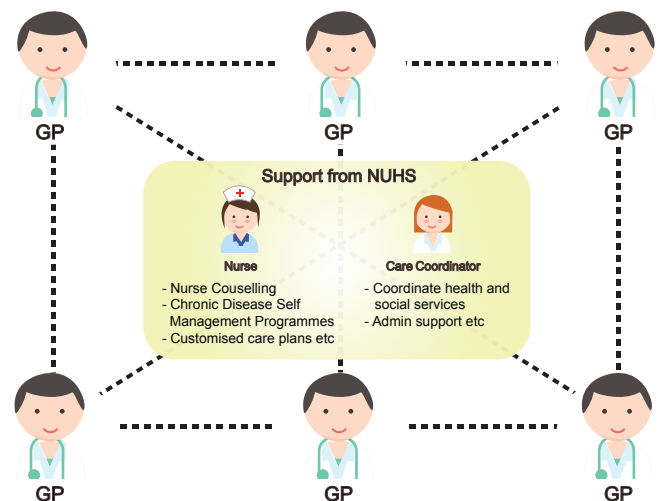 GP
GP
GP
Support from NUHS
Nurse
- Nurse Couselling
- Chronic Disease Self
Management Programmes
- Customised care plans etc
Care Coordinator
- Coordinate health and
social services
- Admin support etc
GP
GP
GP